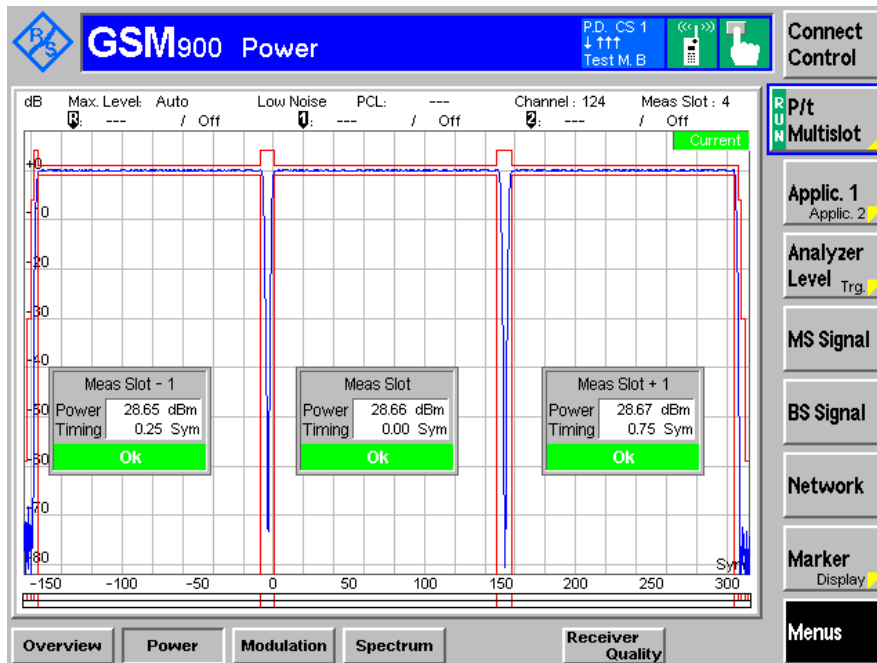 R&S
GSM900 Power
P.D. CS 1
↓ ↑↑↑
Test M. B
Connect Control
dB Max. Level: Auto Low Noise PCL: --- Channel : 124 Meas Slot : 4
R: --- / Off 1: --- / Off 2: --- / Off
Current
RUN
P/t Multislot
Applic. 1
Applic. 2
Analyzer Level Trg.
MS Signal
BS Signal
Network
Marker
Display
Menus
+0
-10
-20
-30
-40
-50
-60
-70
-80
Meas Slot - 1
Power 28.65 dBm
Timing 0.25 Sym
Ok
Meas Slot
Power 28.66 dBm
Timing 0.00 Sym
Ok
Meas Slot + 1
Power 28.67 dBm
Timing 0.75 Sym
Ok
Sym
-150 -100 -50 0 50 100 150 200 250 300
Overview Power Modulation Spectrum Receiver Quality